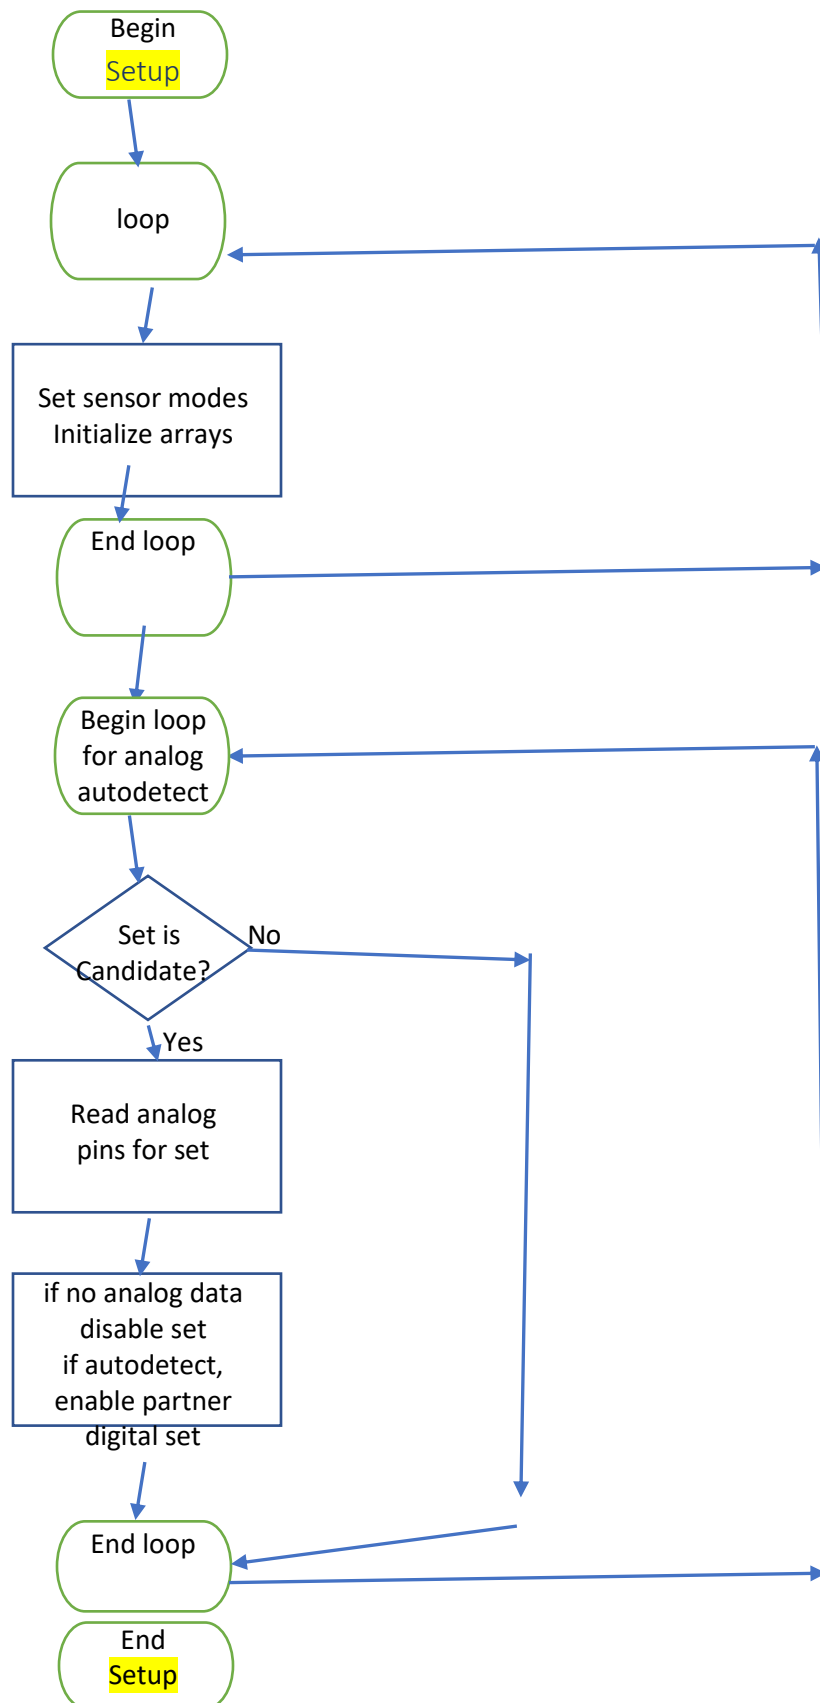 Begin
Setup
loop
Set sensor modes
Initialize arrays
End loop
Begin loop
for analog
autodetect
Set is
Candidate?
No
Yes
Read analog
pins for set
if no analog data
disable set
if autodetect,
enable partner
digital set
End loop
End
Setup